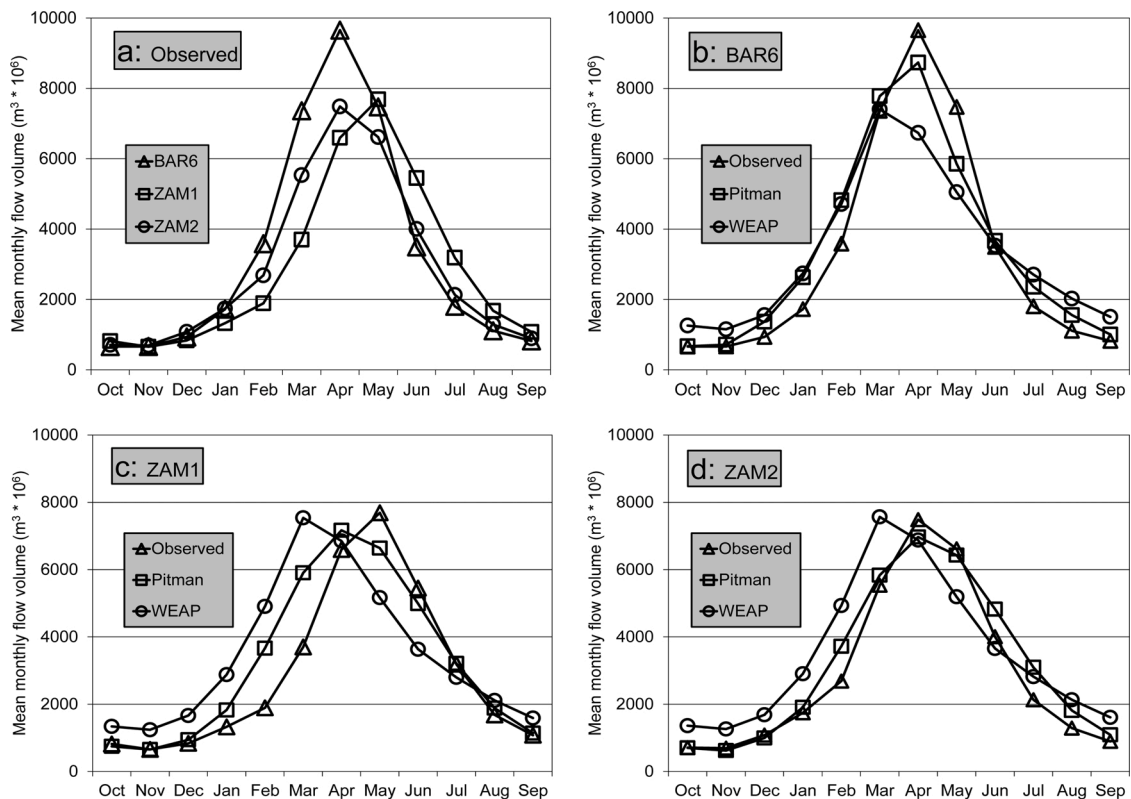 a: Observed
Mean monthly flow volume (m³ * 10⁶)
10000
8000
6000
4000
2000
0
BAR6
ZAM1
ZAM2
Oct Nov Dec Jan Feb Mar Apr May Jun Jul Aug Sep
b: BAR6
Mean monthly flow volume (m³ * 10⁶)
10000
8000
6000
4000
2000
0
Observed
Pitman
WEAP
Oct Nov Dec Jan Feb Mar Apr May Jun Jul Aug Sep
c: ZAM1
Mean monthly flow volume (m³ * 10⁶)
10000
8000
6000
4000
2000
0
Observed
Pitman
WEAP
Oct Nov Dec Jan Feb Mar Apr May Jun Jul Aug Sep
d: ZAM2
Mean monthly flow volume (m³ * 10⁶)
10000
8000
6000
4000
2000
0
Observed
Pitman
WEAP
Oct Nov Dec Jan Feb Mar Apr May Jun Jul Aug Sep